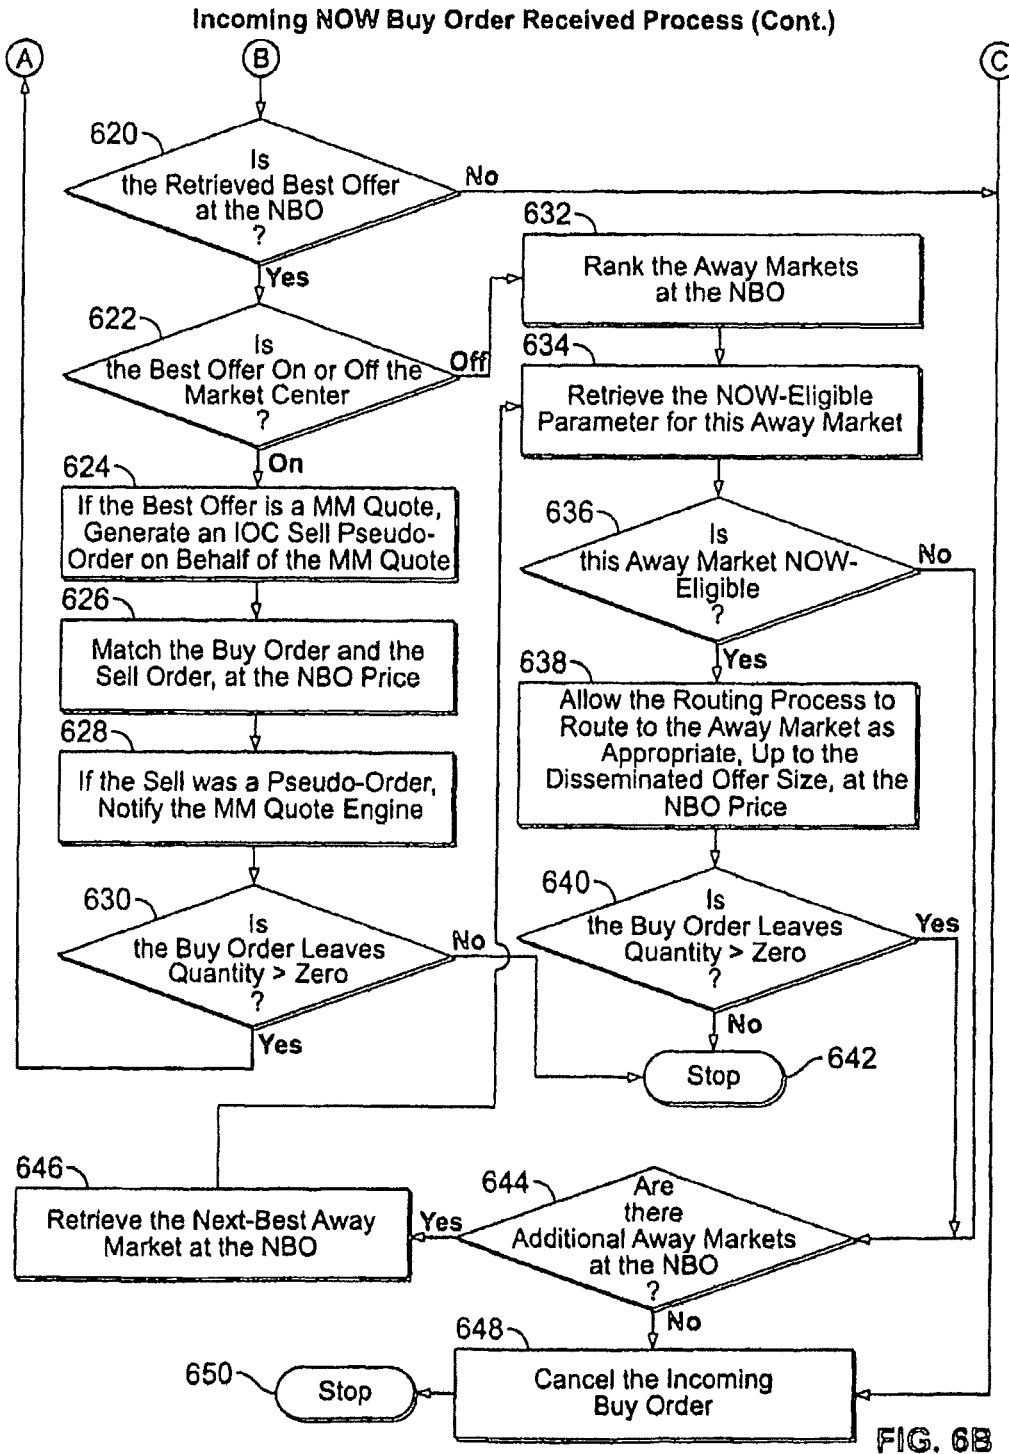 Incoming NOW Buy Order Received Process (Cont.)
A
B
C
620
Is
the Retrieved Best Offer
at the NBO
?
No
Yes
622
Is
the Best Offer On or Off the
Market Center
?
Off
On
624
If the Best Offer is a MM Quote,
Generate an IOC Sell Pseudo-
Order on Behalf of the MM Quote
626
Match the Buy Order and the
Sell Order, at the NBO Price
628
If the Sell was a Pseudo-Order,
Notify the MM Quote Engine
630
Is
the Buy Order Leaves
Quantity > Zero
?
No
Yes
632
Rank the Away Markets
at the NBO
634
Retrieve the NOW-Eligible
Parameter for this Away Market
636
Is
this Away Market NOW-
Eligible
?
No
Yes
638
Allow the Routing Process to
Route to the Away Market as
Appropriate, Up to the
Disseminated Offer Size, at the
NBO Price
640
Is
the Buy Order Leaves
Quantity > Zero
?
Yes
No
Stop
642
644
Are
there
Additional Away Markets
at the NBO
?
Yes
No
646
Retrieve the Next-Best Away
Market at the NBO
648
Cancel the Incoming
Buy Order
650
Stop
FIG. 6B